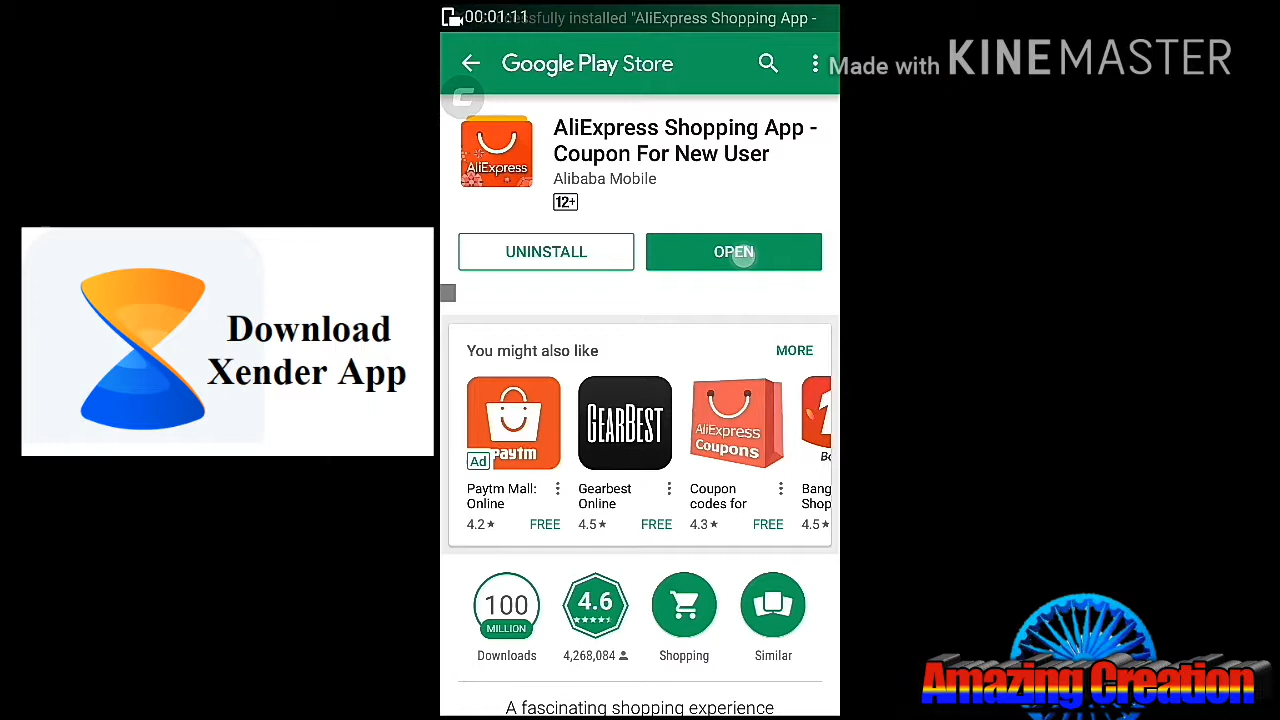 00:01:11
ssfully installed "AliExpress Shopping App -
Google Play Store
Made with KINEMASTER
AliExpress
AliExpress Shopping App -
Coupon For New User
Alibaba Mobile
12+
UNINSTALL
OPEN
Download
Xender App
You might also like
MORE
Ad
Paytm
GEARBEST
AliExpress
Coupons
Paytm Mall:
Online
4.2★
FREE
Gearbest
Online
4.5★
FREE
Coupon
codes for
4.3★
FREE
Bang
Shop
4.5★
100
MILLION
Downloads
4.6
4,268,084
Shopping
Similar
A fascinating shopping experience
Amazing Creation